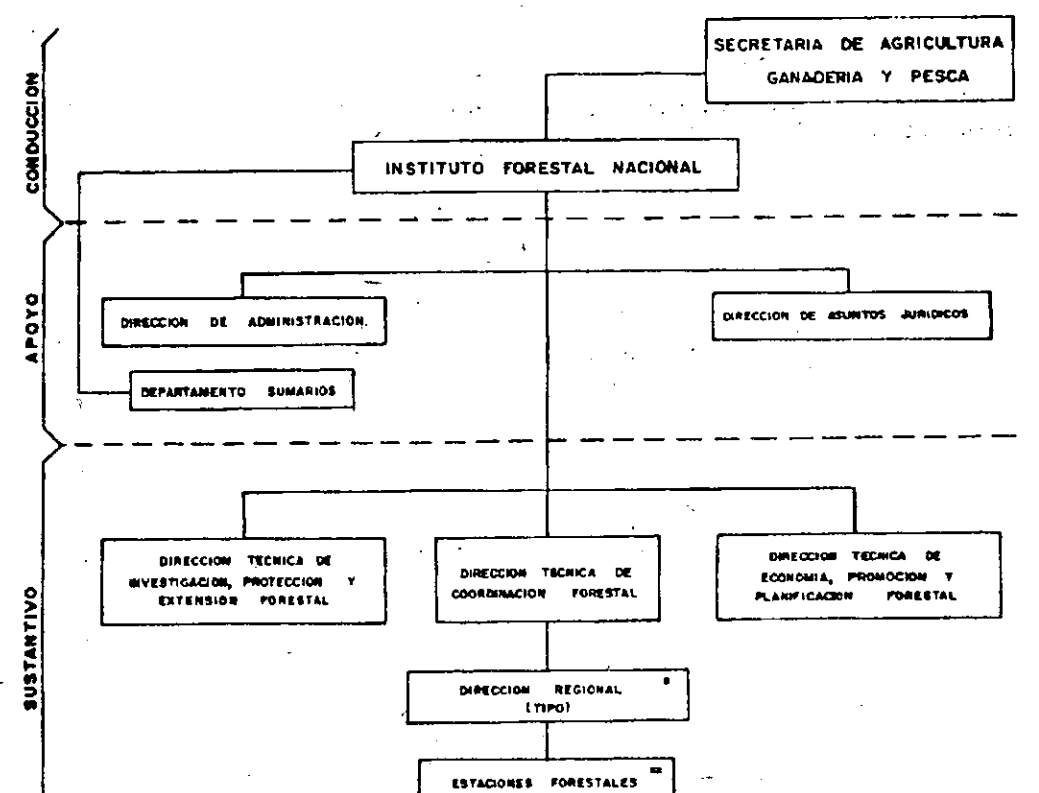 SECRETARIA DE AGRICULTURA
GANADERIA Y PESCA
CONDUCCION
INSTITUTO FORESTAL NACIONAL
APOYO
DIRECCION DE ADMINISTRACION.
DIRECCION DE ASUNTOS JURIDICOS
DEPARTAMENTO SUMARIOS
SUSTANTIVO
DIRECCION TECNICA DE
INVESTIGACION, PROTECCION Y
EXTENSION FORESTAL
DIRECCION TECNICA DE
COORDINACION FORESTAL
DIRECCION TECNICA DE
ECONOMIA, PROMOCION Y
PLANIFICACION FORESTAL
DIRECCION REGIONAL
(TIPO)
ESTACIONES FORESTALES